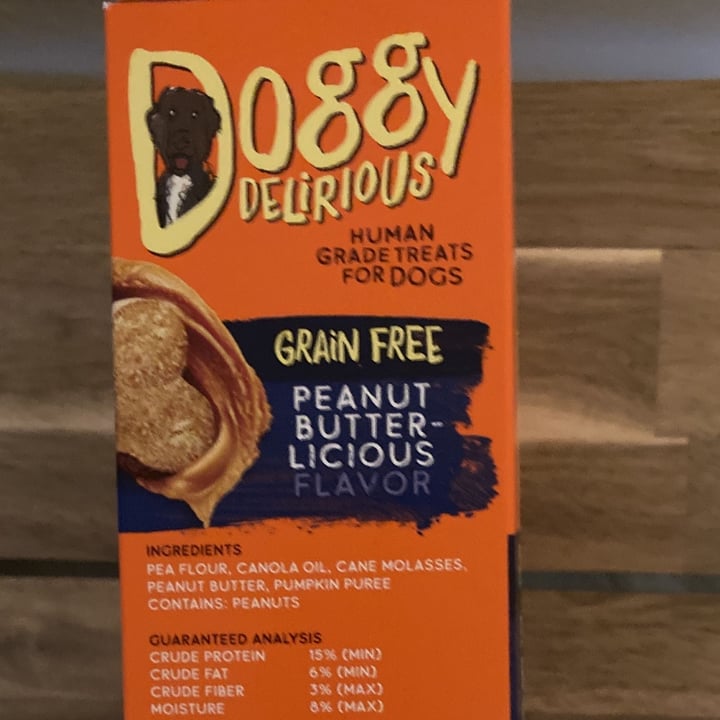 Doggy
DELiRiOUS
HUMAN
GRADE TREATS
FOR DOGS
GRAiN FREE
PEANUT
BUTTER-
LICIOUS
FLAVOR
INGREDIENTS
PEA FLOUR, CANOLA OIL, CANE MOLASSES,
PEANUT BUTTER, PUMPKIN PUREE
CONTAINS: PEANUTS
GUARANTEED ANALYSIS
CRUDE PROTEIN 15% (MIN)
CRUDE FAT 6% (MIN)
CRUDE FIBER 3% (MAX)
MOISTURE 8% (MAX)